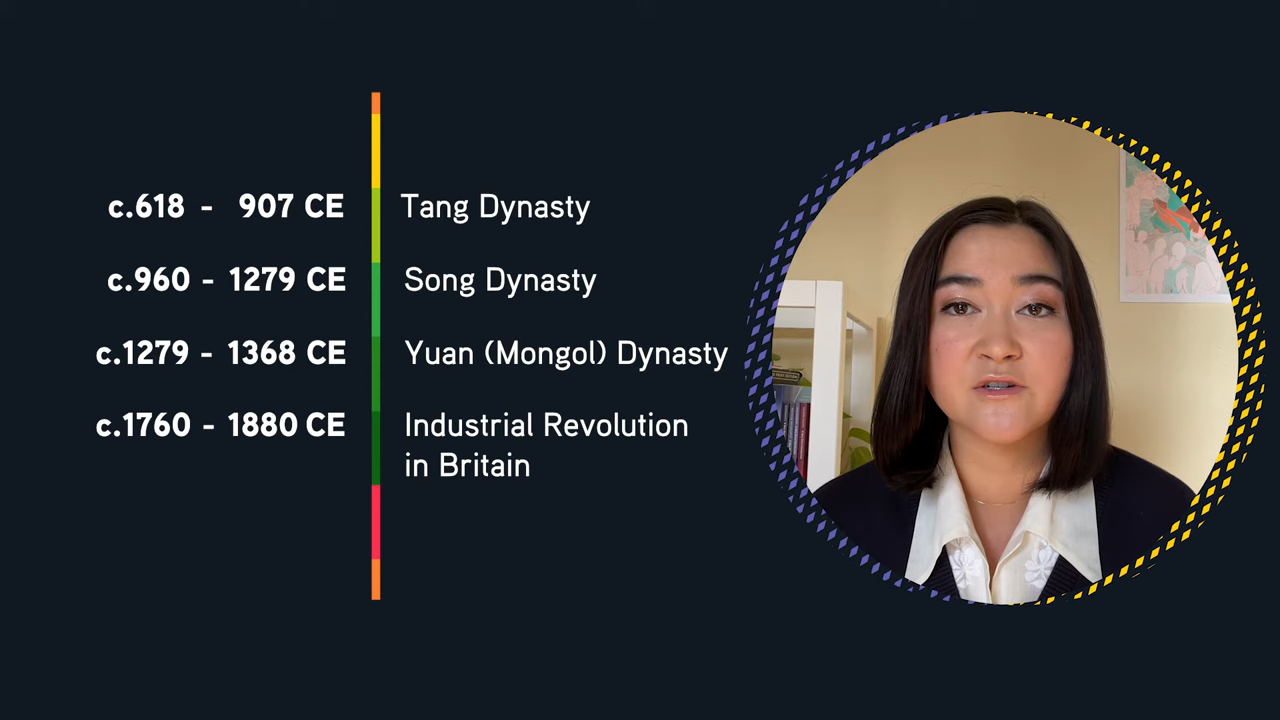 c.618 - 907 CE Tang Dynasty
c.960 - 1279 CE Song Dynasty
c.1279 - 1368 CE Yuan (Mongol) Dynasty
c.1760 - 1880 CE Industrial Revolution
in Britain